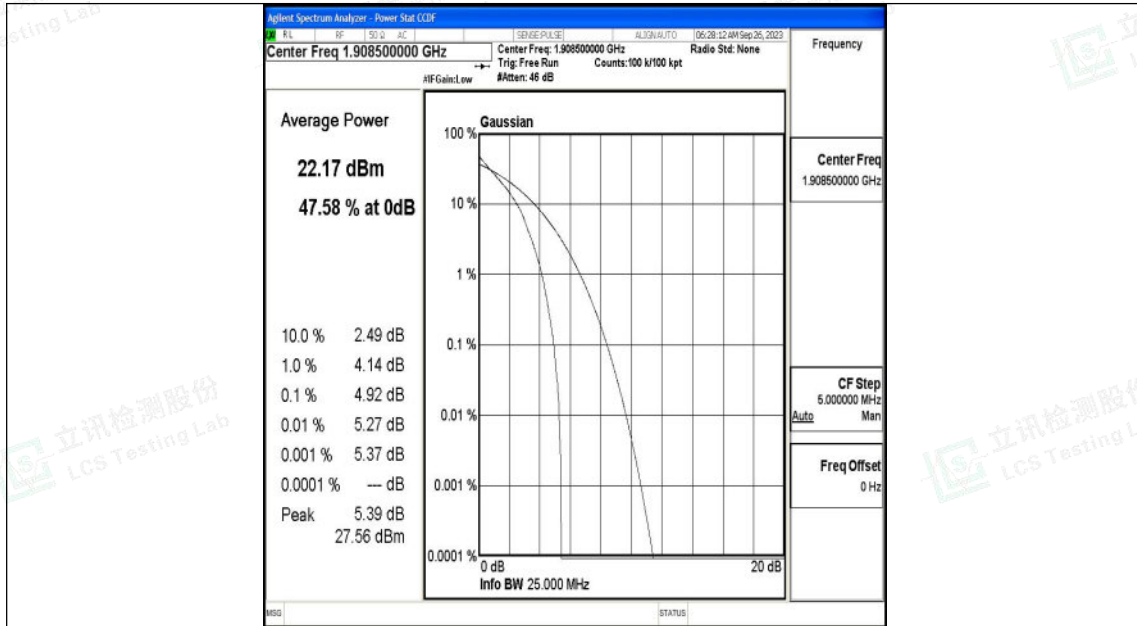 Agilent Spectrum Analyzer - Power Stat CCDF
RL RF 50 Ω AC SENSE:PULSE ALIGNAUTO 06:28:12 AM Sep 26, 2023
Center Freq 1.908500000 GHz
Center Freq: 1.908500000 GHz Radio Std: None
Trig: Free Run Counts:100 k/100 kpt
#IFGain:Low #Atten: 46 dB
Frequency
Average Power
22.17 dBm
47.58 % at 0dB
10.0 % 2.49 dB
1.0 % 4.14 dB
0.1 % 4.92 dB
0.01 % 5.27 dB
0.001 % 5.37 dB
0.0001 % --- dB
Peak 5.39 dB
27.56 dBm
Gaussian
100 %
10 %
1 %
0.1 %
0.01 %
0.001 %
0.0001 %
0 dB 20 dB
Info BW 25.000 MHz
Center Freq
1.908500000 GHz
CF Step
5.000000 MHz
Auto Man
Freq Offset
0 Hz
MSG STATUS
立讯检测股份
LCS Testing Lab
立讯检测股份
LCS Testing L
sting Lab
立
LCS